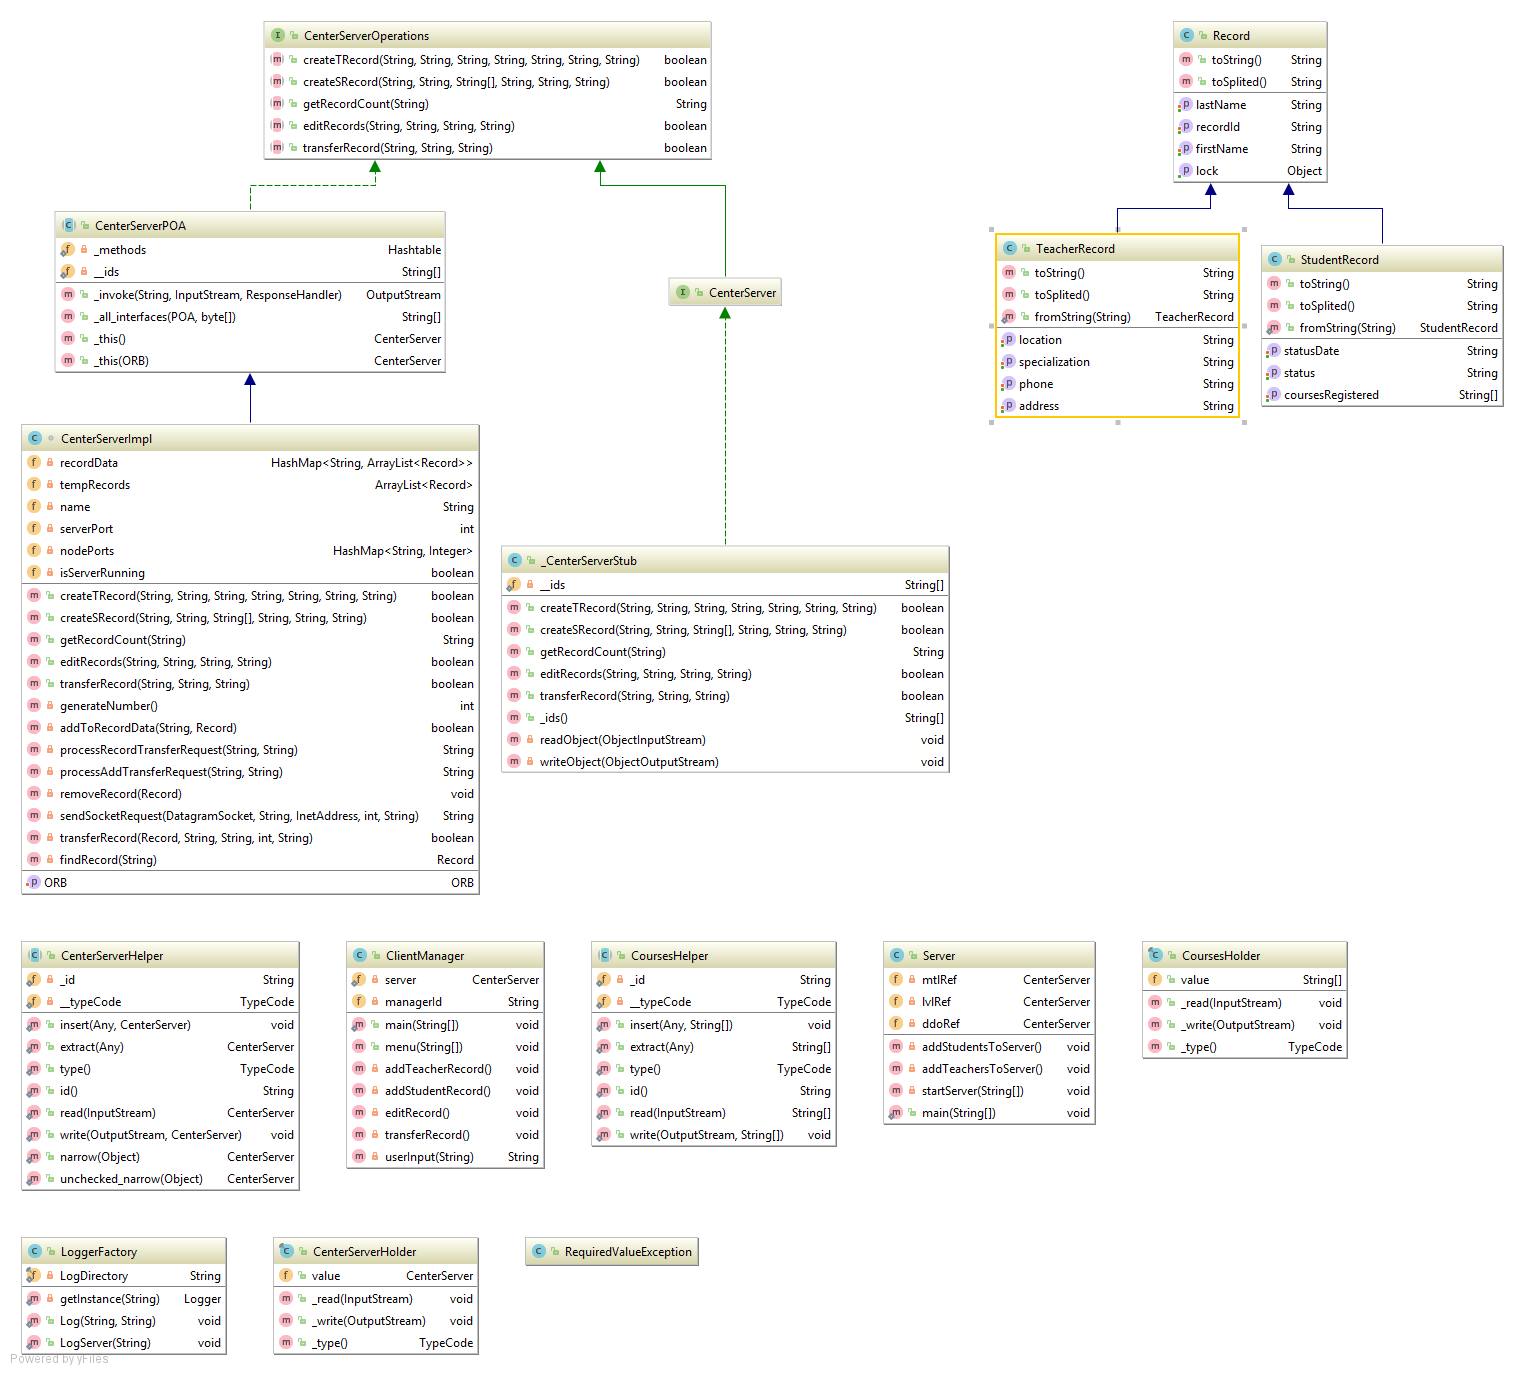 CenterServerOperations
createTRecord(String, String, String, String, String, String, String) boolean
createSRecord(String, String, String[], String, String, String) boolean
getRecordCount(String) String
editRecords(String, String, String, String) boolean
transferRecord(String, String, String) boolean
Record
toString() String
toSplited() String
lastName String
recordId String
firstName String
lock Object
CenterServerPOA
_methods Hashtable
__ids String[]
_invoke(String, InputStream, ResponseHandler) OutputStream
_all_interfaces(POA, byte[]) String[]
_this() CenterServer
_this(ORB) CenterServer
CenterServer
TeacherRecord
toString() String
toSplited() String
fromString(String) TeacherRecord
location String
specialization String
phone String
address String
StudentRecord
toString() String
toSplited() String
fromString(String) StudentRecord
statusDate String
status String
coursesRegistered String[]
CenterServerImpl
recordData HashMap<String, ArrayList<Record>>
tempRecords ArrayList<Record>
name String
serverPort int
nodePorts HashMap<String, Integer>
isServerRunning boolean
createTRecord(String, String, String, String, String, String, String) boolean
createSRecord(String, String, String[], String, String, String) boolean
getRecordCount(String) String
editRecords(String, String, String, String) boolean
transferRecord(String, String, String) boolean
generateNumber() int
addToRecordData(String, Record) boolean
processRecordTransferRequest(String, String) String
processAddTransferRequest(String, String) String
removeRecord(Record) void
sendSocketRequest(DatagramSocket, String, InetAddress, int, String) String
transferRecord(Record, String, String, int, String) boolean
findRecord(String) Record
ORB ORB
_CenterServerStub
__ids String[]
createTRecord(String, String, String, String, String, String, String) boolean
createSRecord(String, String, String[], String, String, String) boolean
getRecordCount(String) String
editRecords(String, String, String, String) boolean
transferRecord(String, String, String) boolean
_ids() String[]
readObject(ObjectInputStream) void
writeObject(ObjectOutputStream) void
CenterServerHelper
_id String
__typeCode TypeCode
insert(Any, CenterServer) void
extract(Any) CenterServer
type() TypeCode
id() String
read(InputStream) CenterServer
write(OutputStream, CenterServer) void
narrow(Object) CenterServer
unchecked_narrow(Object) CenterServer
ClientManager
server CenterServer
managerId String
main(String[]) void
menu(String[]) void
addTeacherRecord() void
addStudentRecord() void
editRecord() void
transferRecord() void
userInput(String) String
CoursesHelper
_id String
__typeCode TypeCode
insert(Any, String[]) void
extract(Any) String[]
type() TypeCode
id() String
read(InputStream) String[]
write(OutputStream, String[]) void
Server
mtlRef CenterServer
lvlRef CenterServer
ddoRef CenterServer
addStudentsToServer() void
addTeachersToServer() void
startServer(String[]) void
main(String[]) void
CoursesHolder
value String[]
_read(InputStream) void
_write(OutputStream) void
_type() TypeCode
LoggerFactory
LogDirectory String
getInstance(String) Logger
Log(String, String) void
LogServer(String) void
CenterServerHolder
value CenterServer
_read(InputStream) void
_write(OutputStream) void
_type() TypeCode
RequiredValueException
Powered by yFiles